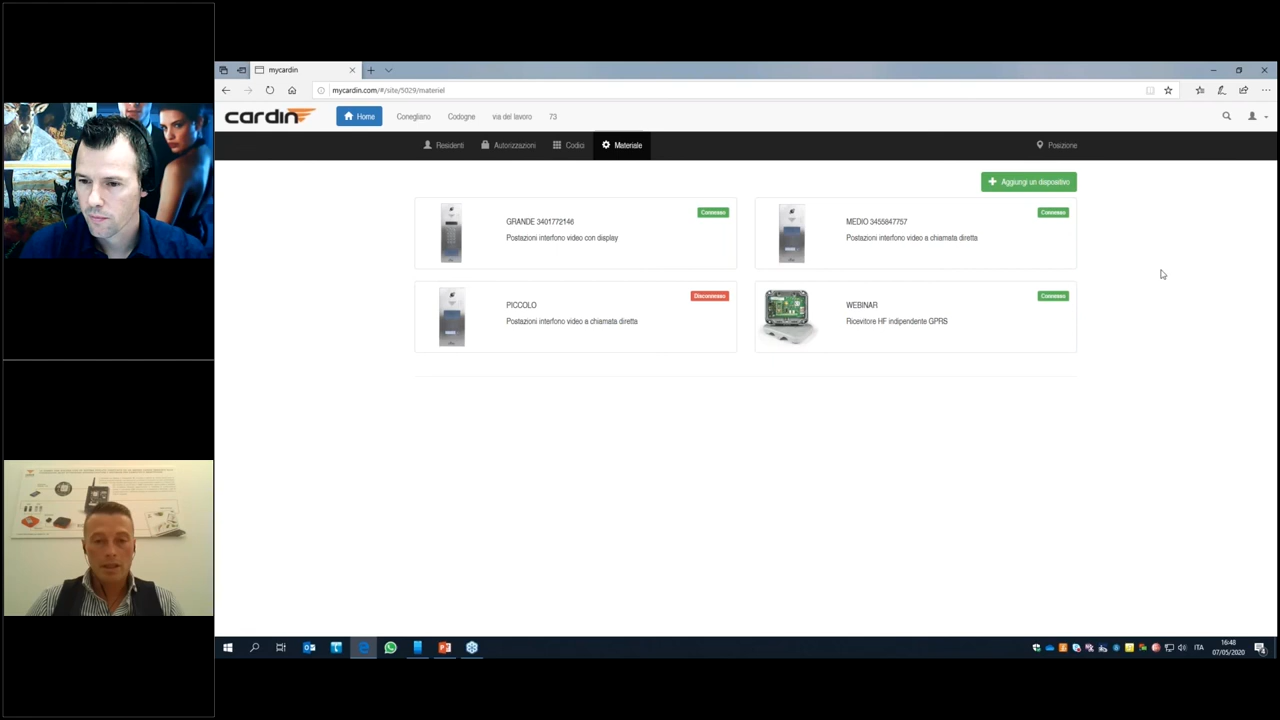 mycardin
mycardin.com/#/site/5029/materiel
cardin
Home
Conegliano
Codogne
via del lavoro
73
Residenti
Autorizzazioni
Codici
Materiale
Posizione
Aggiungi un dispositivo
GRANDE 3401772146
Connesso
Postazioni interfono video con display
MEDIO 3455847757
Connesso
Postazioni interfono video a chiamata diretta
PICCOLO
Disconnesso
Postazioni interfono video a chiamata diretta
WEBINAR
Connesso
Ricevitore HF indipendente GPRS
ITA
16:48
07/05/2020